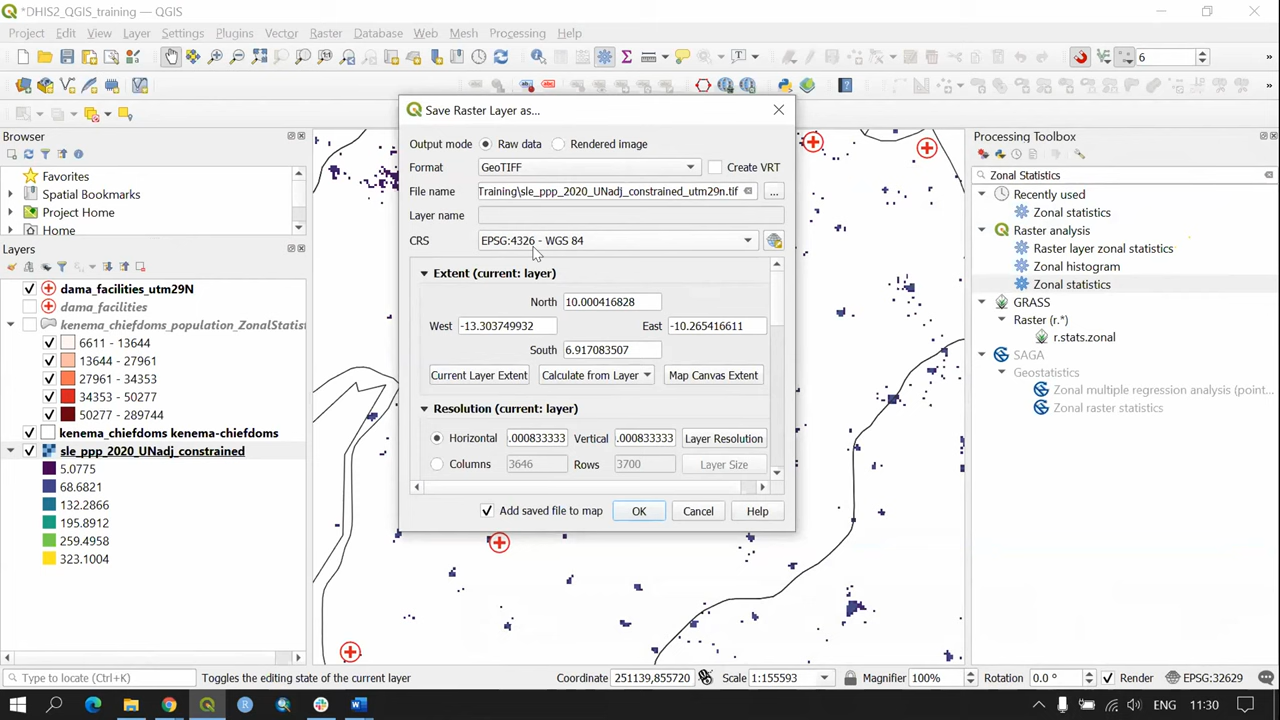 *DHIS2_QGIS_training — QGIS
Project Edit View Layer Settings Plugins Vector Raster Database Web Mesh Processing Help
6
Browser
Favorites
Spatial Bookmarks
Project Home
Home
Layers
dama_facilities_utm29N
dama_facilities
kenema_chiefdoms_population_ZonalStatis
6611 - 13644
13644 - 27961
27961 - 34353
34353 - 50277
50277 - 289744
kenema_chiefdoms kenema-chiefdoms
sle_ppp_2020_UNadj_constrained
5.0775
68.6821
132.2866
195.8912
259.4958
323.1004
Save Raster Layer as...
Output mode Raw data Rendered image
Format GeoTIFF Create VRT
File name Training\sle_ppp_2020_UNadj_constrained_utm29n.tif ...
Layer name
CRS EPSG:4326 - WGS 84
Extent (current: layer)
North 10.000416828
West -13.303749932 East -10.265416611
South 6.917083507
Current Layer Extent Calculate from Layer Map Canvas Extent
Resolution (current: layer)
Horizontal .000833333 Vertical .000833333 Layer Resolution
Columns 3646 Rows 3700 Layer Size
Add saved file to map OK Cancel Help
Processing Toolbox
Zonal Statistics
Recently used
Zonal statistics
Raster analysis
Raster layer zonal statistics
Zonal histogram
Zonal statistics
GRASS
Raster (r.*)
r.stats.zonal
SAGA
Geostatistics
Zonal multiple regression analysis (point...
Zonal raster statistics
Type to locate (Ctrl+K) Toggles the editing state of the current layer Coordinate 251139,855720 Scale 1:155593 Magnifier 100% Rotation 0.0 ° Render EPSG:32629
ENG 11:30